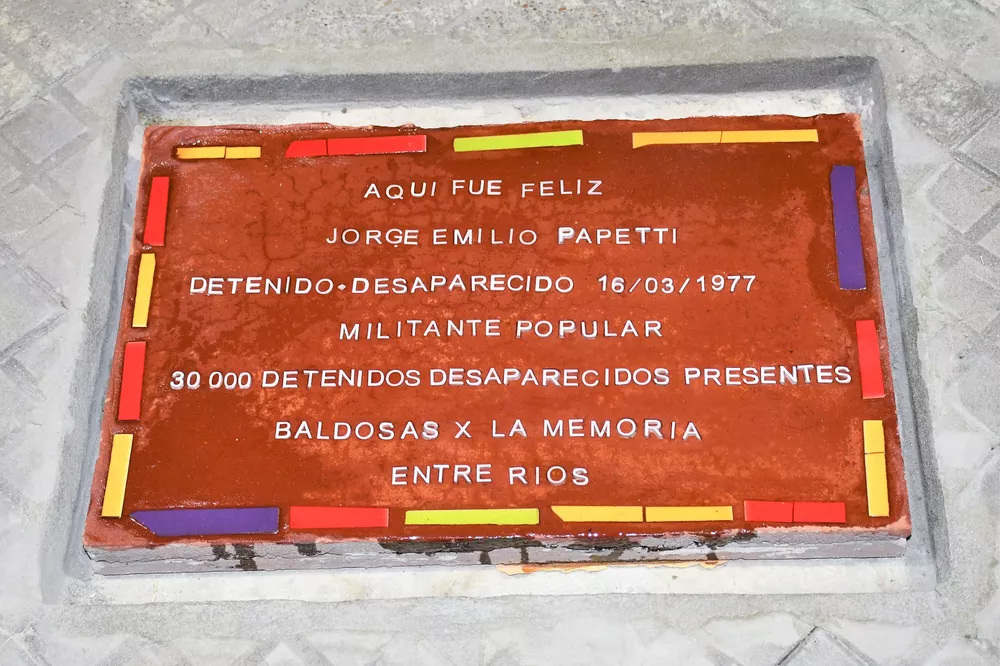 AQUI FUE FELIZ
JORGE EMILIO PAPETTI
DETENIDO•DESAPARECIDO 16/03/1977
MILITANTE POPULAR
30 000 DETENIDOS DESAPARECIDOS PRESENTES
BALDOSAS X LA MEMORIA
ENTRE RIOS